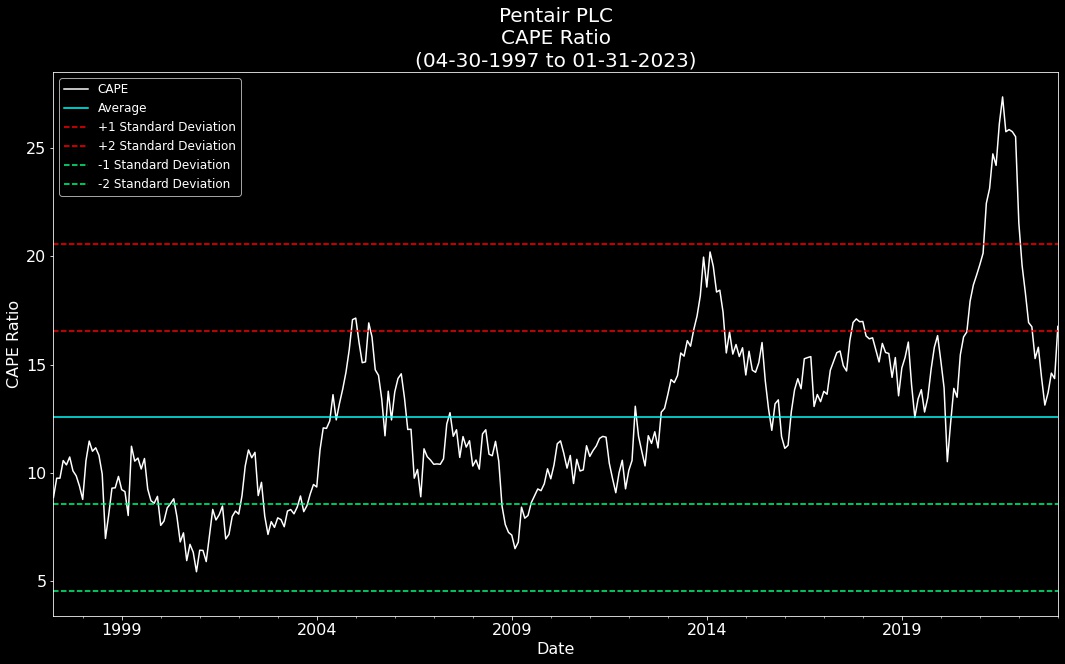 Pentair PLC
CAPE Ratio
(04-30-1997 to 01-31-2023)
CAPE
Average
+1 Standard Deviation
+2 Standard Deviation
-1 Standard Deviation
-2 Standard Deviation
25
20
15
10
5
CAPE Ratio
1999 2004 2009 2014 2019
Date